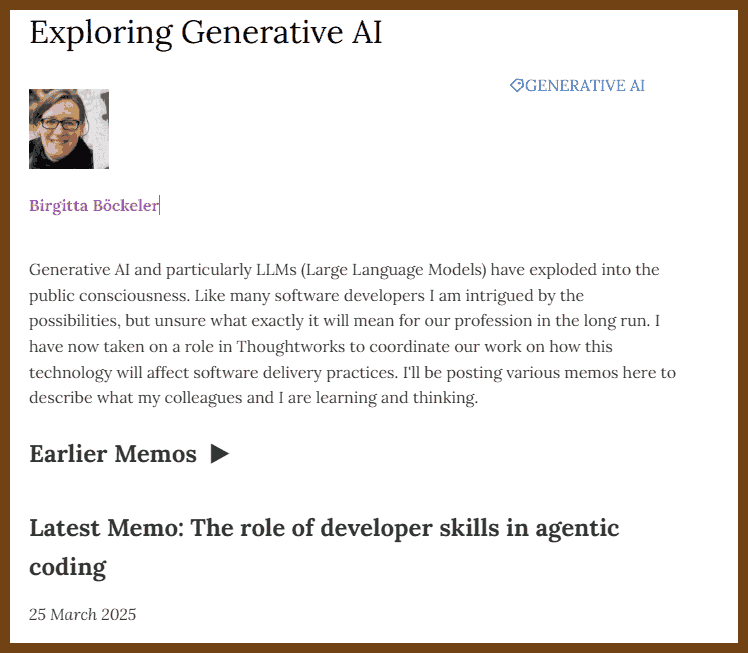 Exploring Generative AI
GENERATIVE AI
Birgitta Böckeler
Generative AI and particularly LLMs (Large Language Models) have exploded into the
public consciousness. Like many software developers I am intrigued by the
possibilities, but unsure what exactly it will mean for our profession in the long run. I
have now taken on a role in Thoughtworks to coordinate our work on how this
technology will affect software delivery practices. I'll be posting various memos here to
describe what my colleagues and I are learning and thinking.
Earlier Memos
Latest Memo: The role of developer skills in agentic
coding
25 March 2025